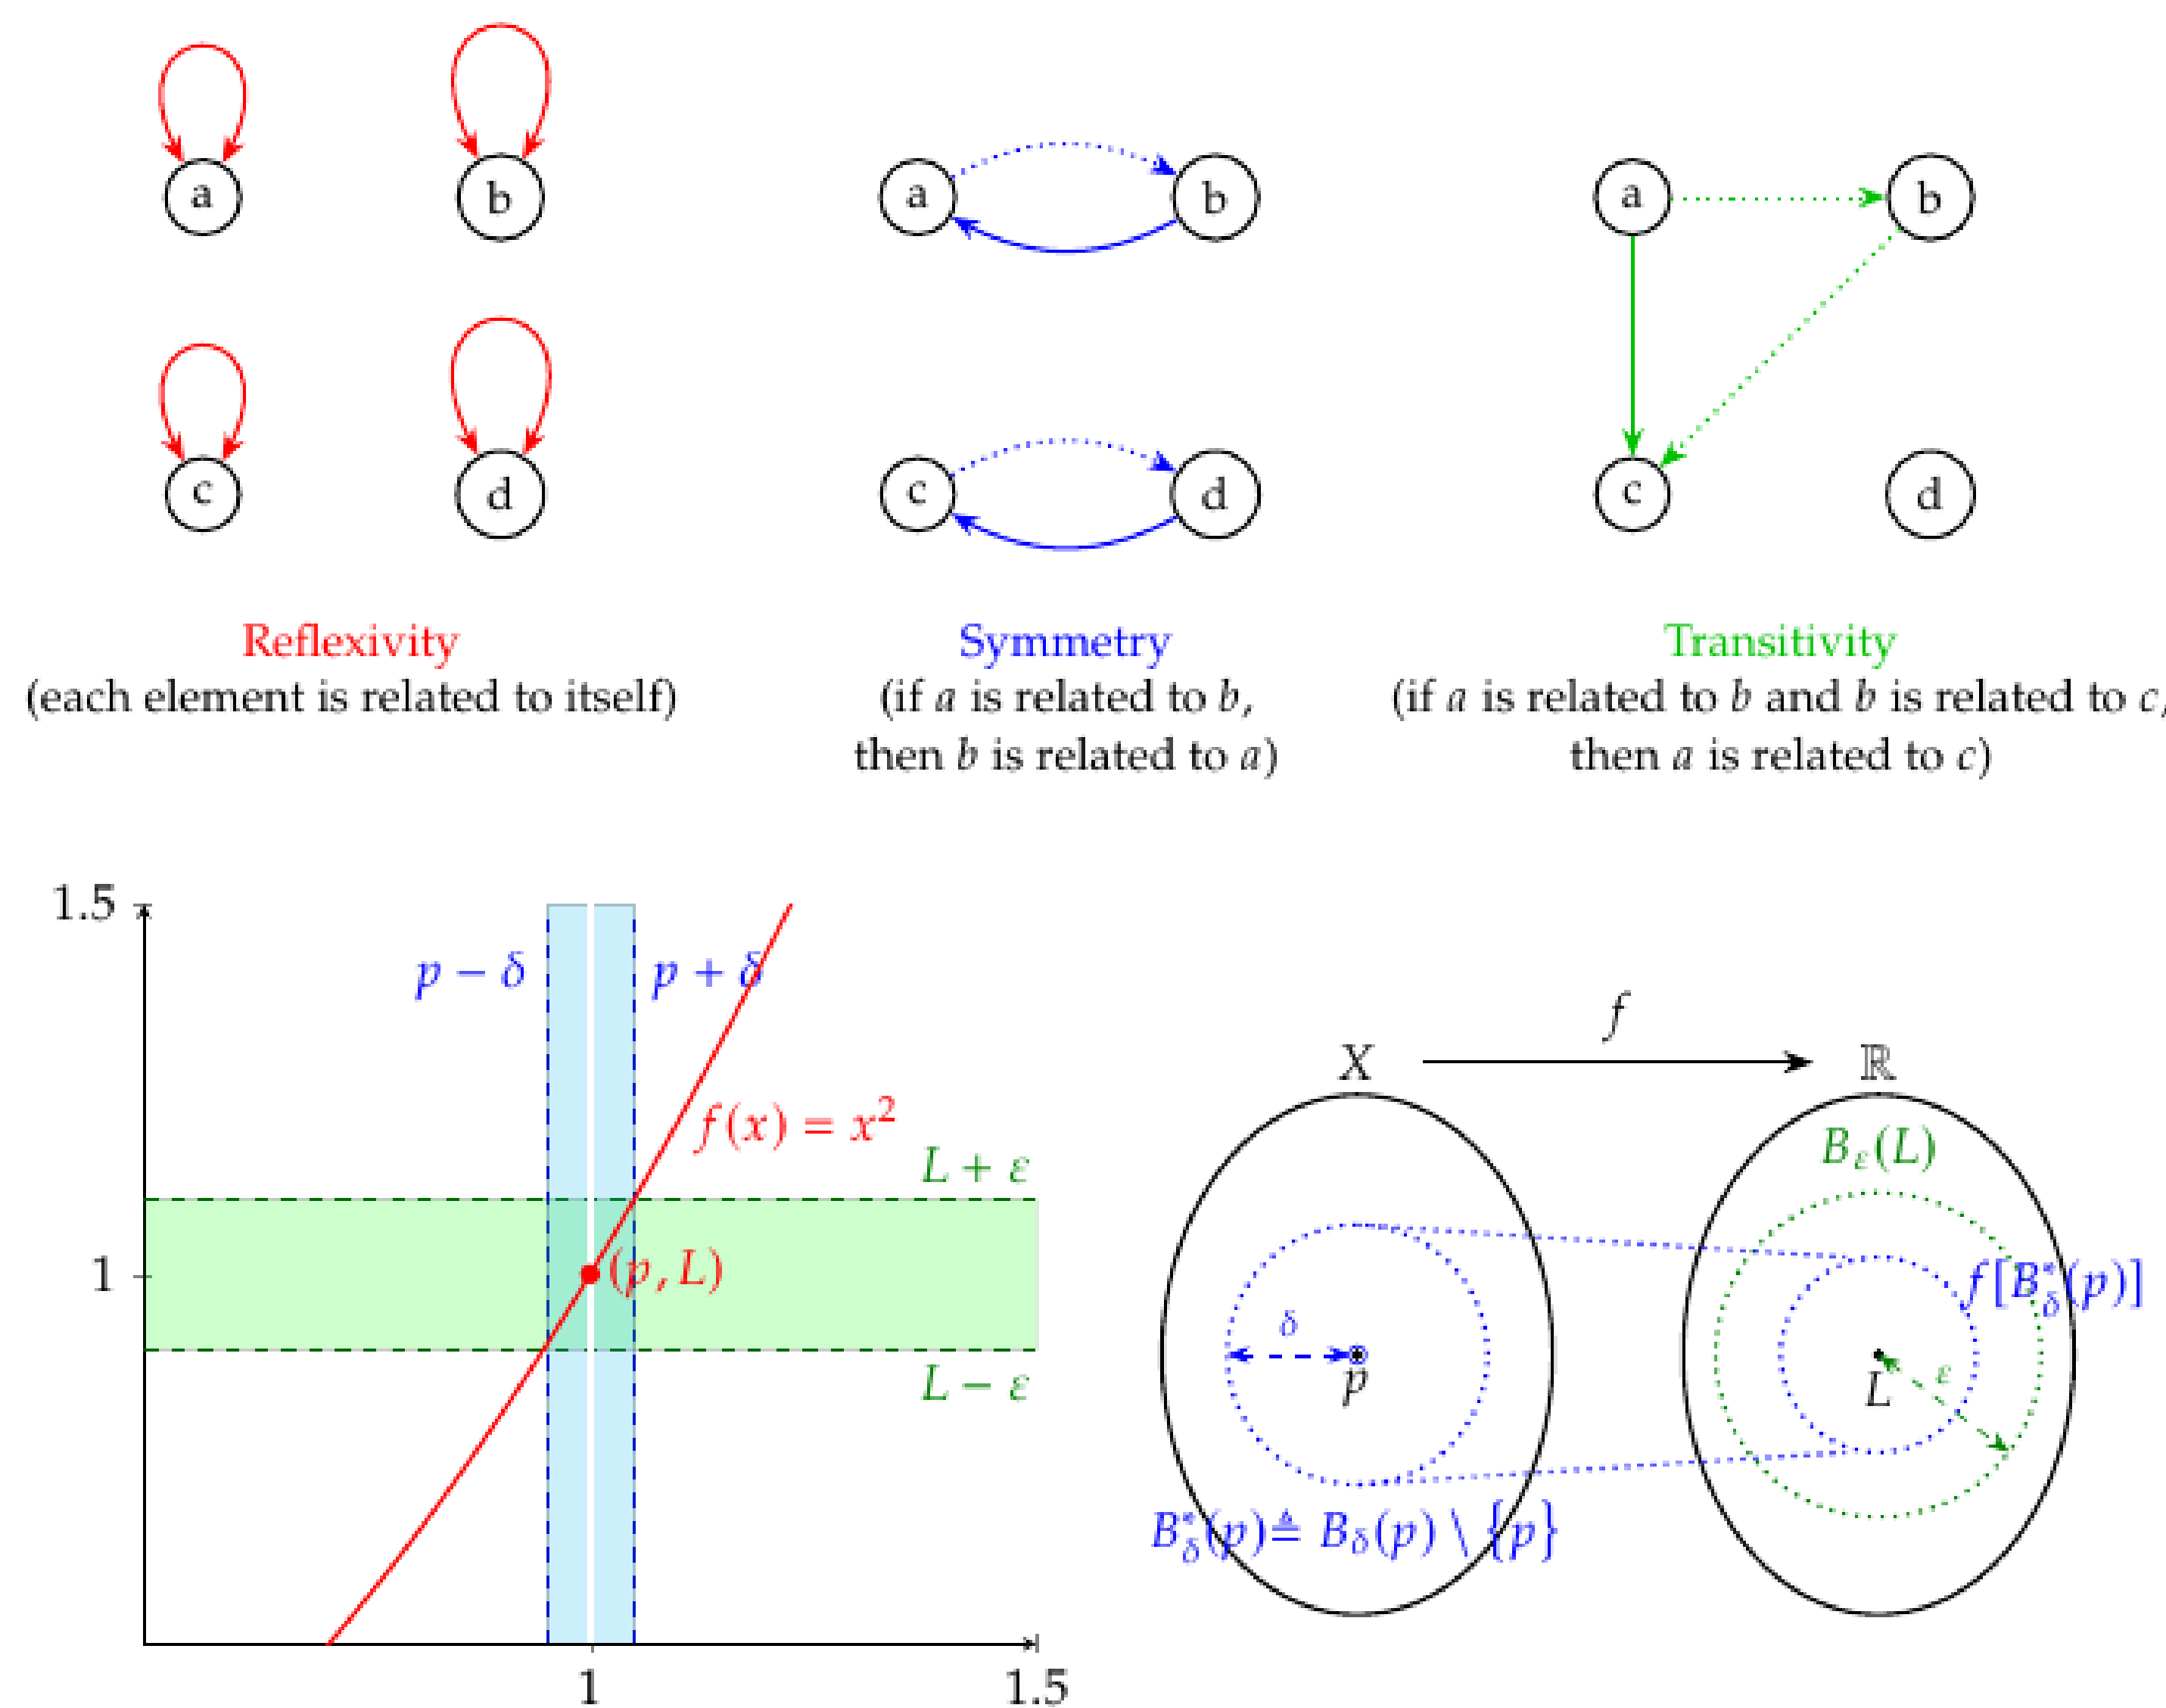 a b a b a b
c d c d c d
Reflexivity
(each element is related to itself)
Symmetry
(if a is related to b,
then b is related to a)
Transitivity
(if a is related to b and b is related to c,
then a is related to c)
1.5
p − δ
p + δ
f(x) = x²
L + ε
1
(p, L)
L − ε
1
1.5
f
X
ℝ
B_ε(L)
f[B*_δ(p)]
δ
p
ε
L
B*_δ(p) ≜ B_δ(p) \ {p}